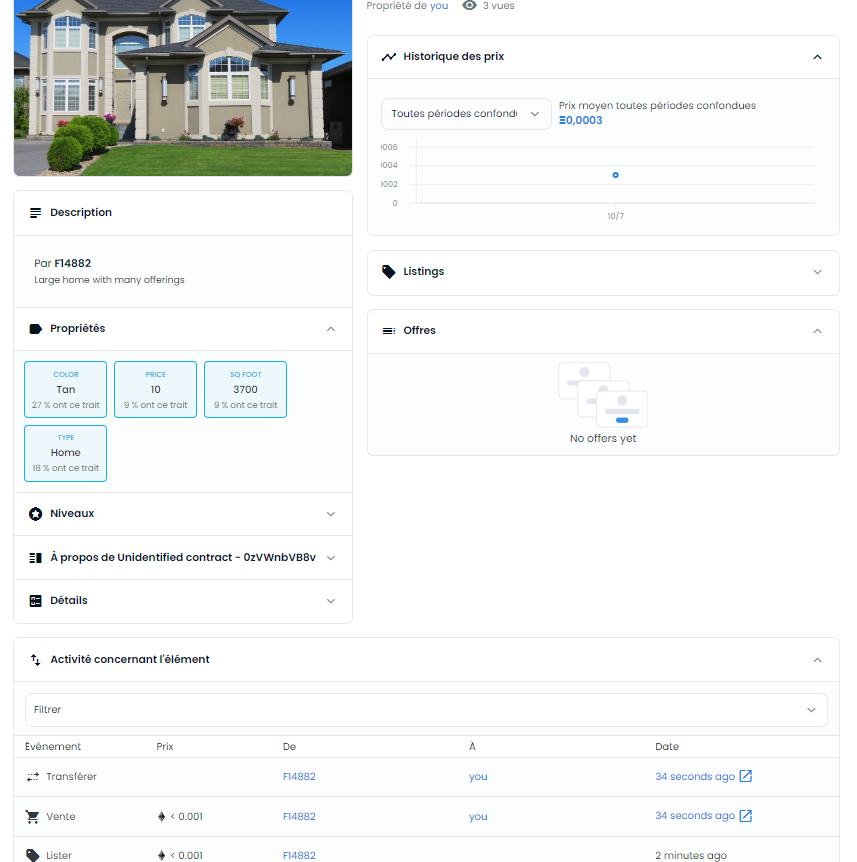 Propriété de you 3 vues
Historique des prix
Toutes périodes confond
Prix moyen toutes périodes confondues
Ξ0,0003
0006
0004
0002
0
10/7
Description
Par F14882
Large home with many offerings
Propriétés
COLOR
Tan
27 % ont ce trait
PRICE
10
9 % ont ce trait
SQ FOOT
3700
9 % ont ce trait
TYPE
Home
18 % ont ce trait
Niveaux
À propos de Unidentified contract - 0zVWnbVB8v
Détails
Listings
Offres
No offers yet
Activité concernant l'élément
Filtrer
Événement Prix De À Date
Transférer F14882 you 34 seconds ago
Vente < 0.001 F14882 you 34 seconds ago
Lister < 0.001 F14882 2 minutes ago